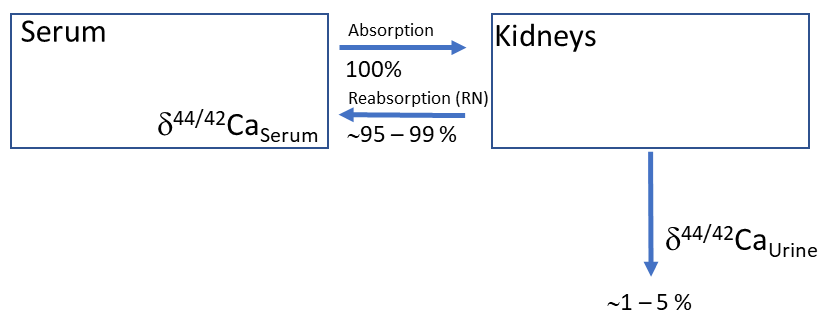 Serum
Absorption
Kidneys
100%
Reabsorption (RN)
δ44/42CaSerum
~95 – 99 %
δ44/42CaUrine
~1 – 5 %